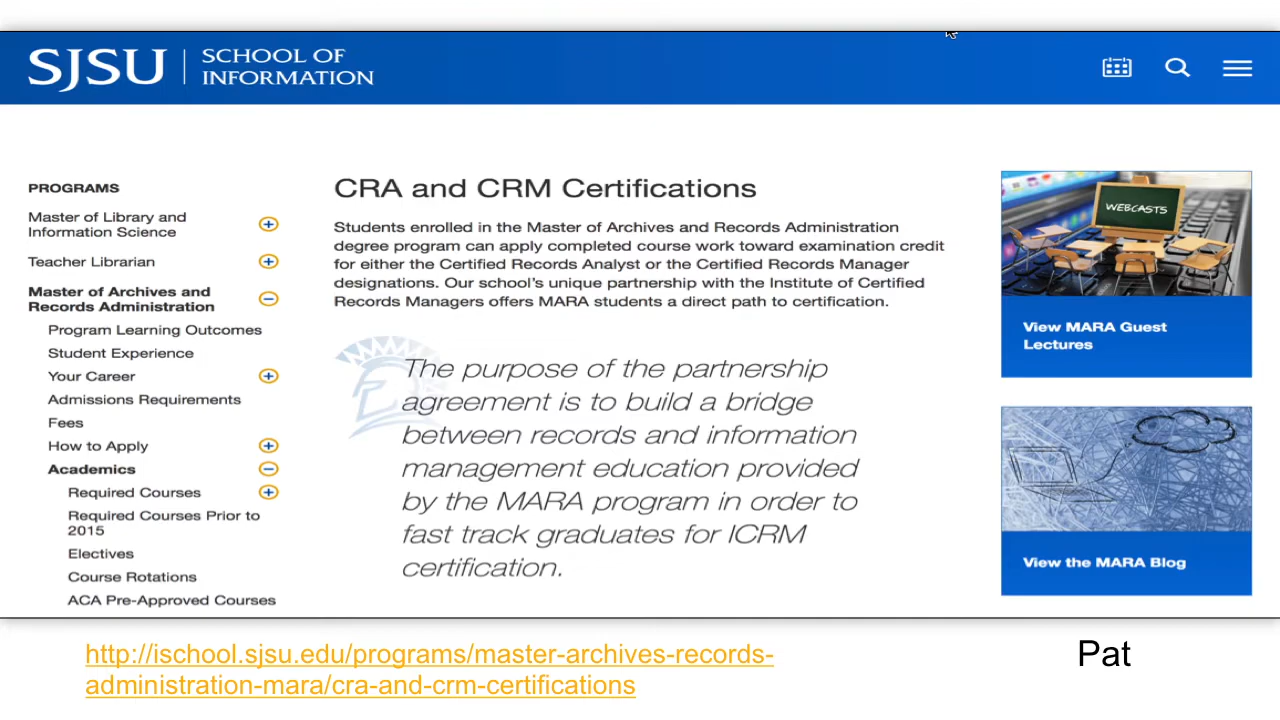 SJSU
SCHOOL OF
INFORMATION
PROGRAMS
Master of Library and
Information Science
Teacher Librarian
Master of Archives and
Records Administration
Program Learning Outcomes
Student Experience
Your Career
Admissions Requirements
Fees
How to Apply
Academics
Required Courses
Required Courses Prior to
2015
Electives
Course Rotations
ACA Pre-Approved Courses
CRA and CRM Certifications
Students enrolled in the Master of Archives and Records Administration
degree program can apply completed course work toward examination credit
for either the Certified Records Analyst or the Certified Records Manager
designations. Our school's unique partnership with the Institute of Certified
Records Managers offers MARA students a direct path to certification.
The purpose of the partnership
agreement is to build a bridge
between records and information
management education provided
by the MARA program in order to
fast track graduates for ICRM
certification.
WEBCASTS
View MARA Guest
Lectures
View the MARA Blog
http://ischool.sjsu.edu/programs/master-archives-records-
administration-mara/cra-and-crm-certifications
Pat